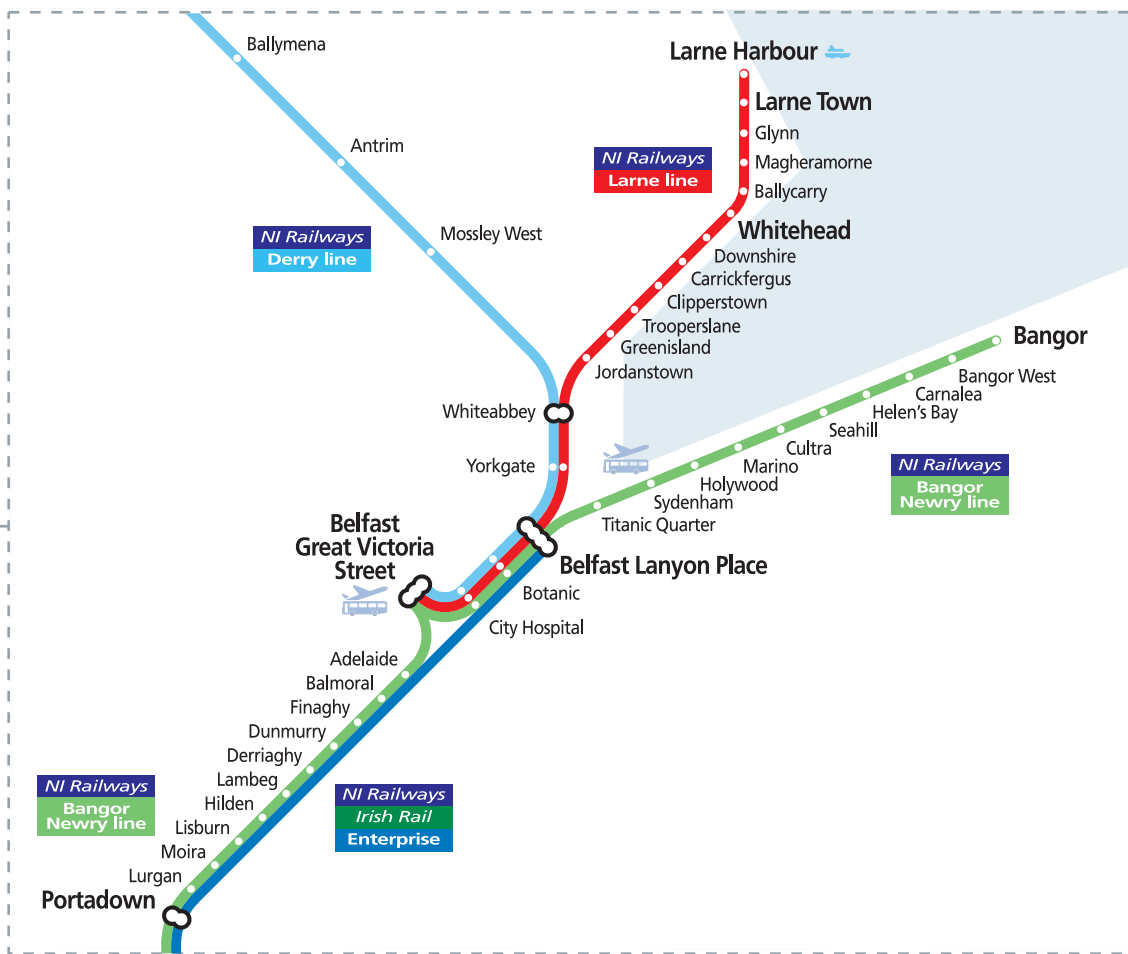 Ballymena
Larne Harbour
Larne Town
Antrim
Glynn
NI Railways
Larne line
Magheramorne
Ballycarry
Mossley West
NI Railways
Derry line
Whitehead
Downshire
Carrickfergus
Clipperstown
Trooperslane
Greenisland
Jordanstown
Bangor
Bangor West
Carnalea
Helen's Bay
Seahill
Cultra
Marino
Holywood
Sydenham
Titanic Quarter
NI Railways
Bangor
Newry line
Whiteabbey
Yorkgate
Belfast
Great Victoria
Street
Belfast Lanyon Place
Botanic
City Hospital
Adelaide
Balmoral
Finaghy
Dunmurry
Derriaghy
Lambeg
Hilden
Lisburn
Moira
Lurgan
Portadown
NI Railways
Bangor
Newry line
NI Railways
Irish Rail
Enterprise